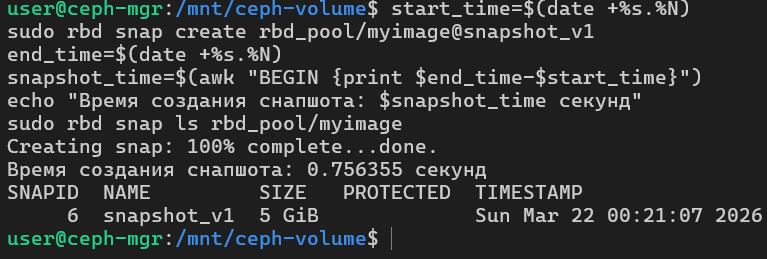 user@ceph-mgr:/mnt/ceph-volume$ start_time=$(date +%s.%N)
sudo rbd snap create rbd_pool/myimage@snapshot_v1
end_time=$(date +%s.%N)
snapshot_time=$(awk "BEGIN {print $end_time-$start_time}")
echo "Время создания снапшота: $snapshot_time секунд"
sudo rbd snap ls rbd_pool/myimage
Creating snap: 100% complete...done.
Время создания снапшота: 0.756355 секунд
SNAPID  NAME         SIZE   PROTECTED  TIMESTAMP
     6  snapshot_v1  5 GiB             Sun Mar 22 00:21:07 2026
user@ceph-mgr:/mnt/ceph-volume$